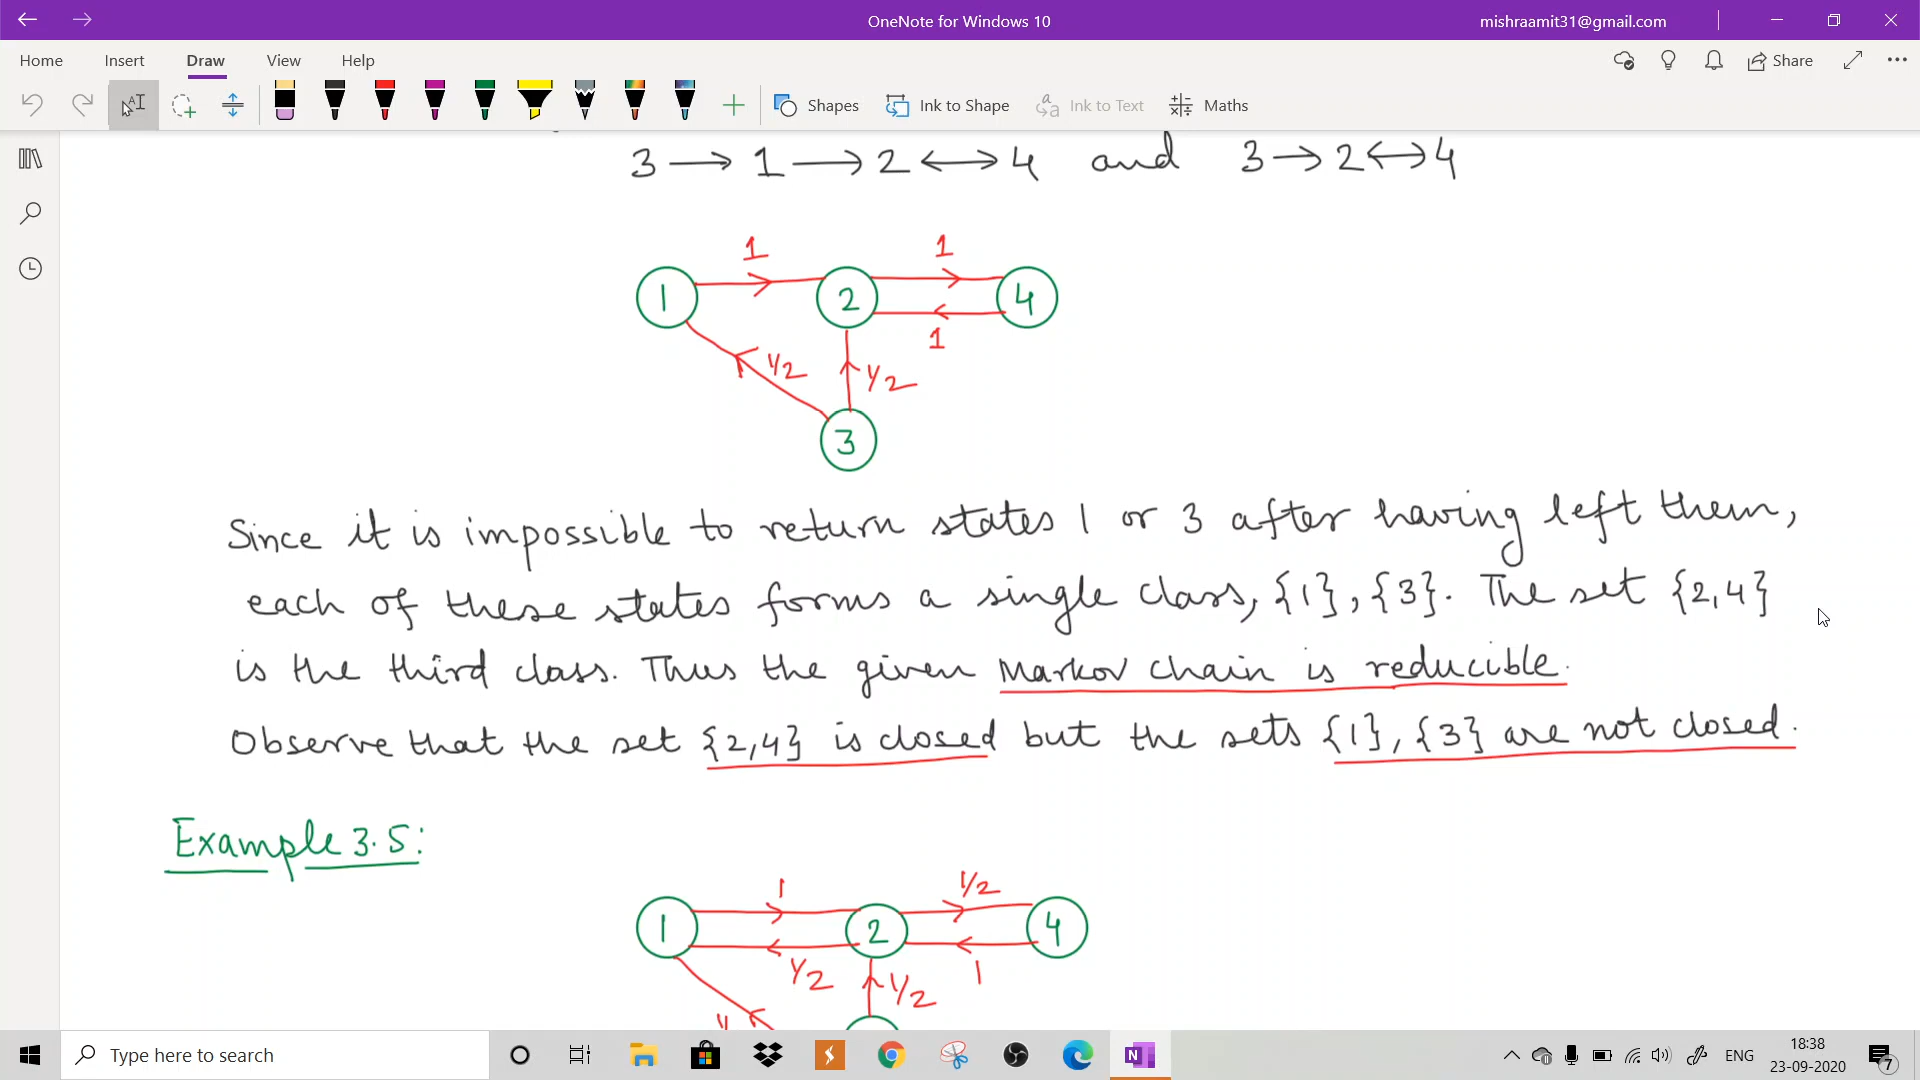 OneNote for Windows 10
mishraamit31@gmail.com
Home Insert Draw View Help
Share
Shapes Ink to Shape Ink to Text Maths
3 → 1 → 2 ↔ 4 and 3 → 2 ↔ 4
1 1
1 2 4
1
1/2 1/2
3
Since it is impossible to return states 1 or 3 after having left them,
each of these states forms a single class, {1}, {3}. The set {2,4}
is the third class. Thus the given Markov chain is reducible.
Observe that the set {2,4} is closed but the sets {1}, {3} are not closed.
Example 3.5:
1 1/2
1 2 4
1/2 1/2 1
Type here to search
ENG
18:38
23-09-2020
7